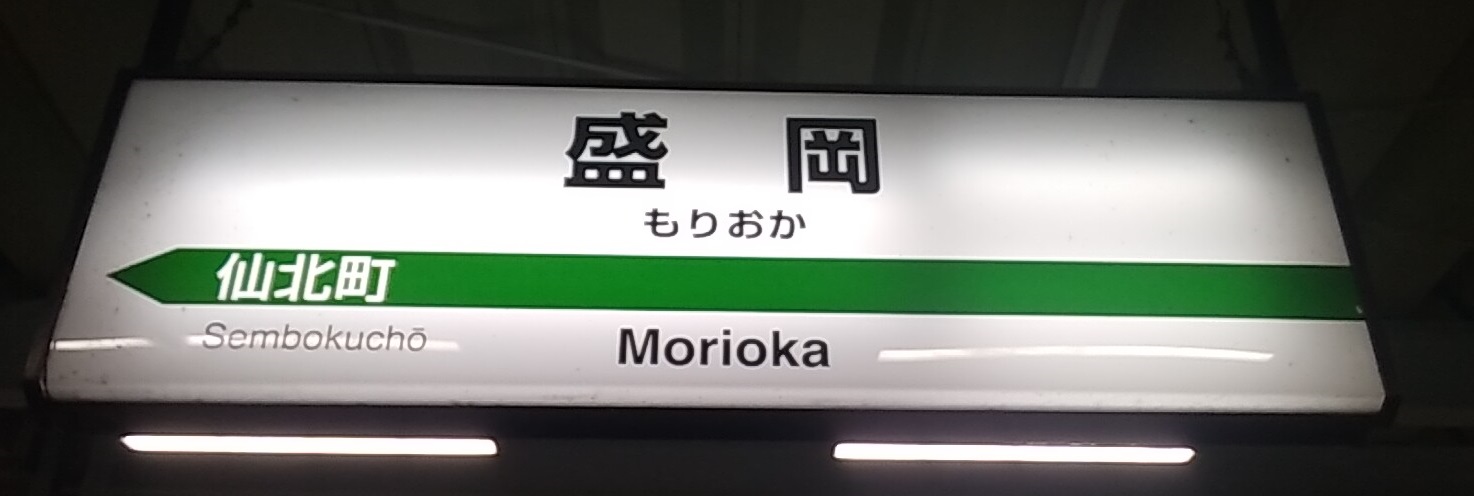 盛岡
もりおか
仙北町
Sembokuchō
Morioka